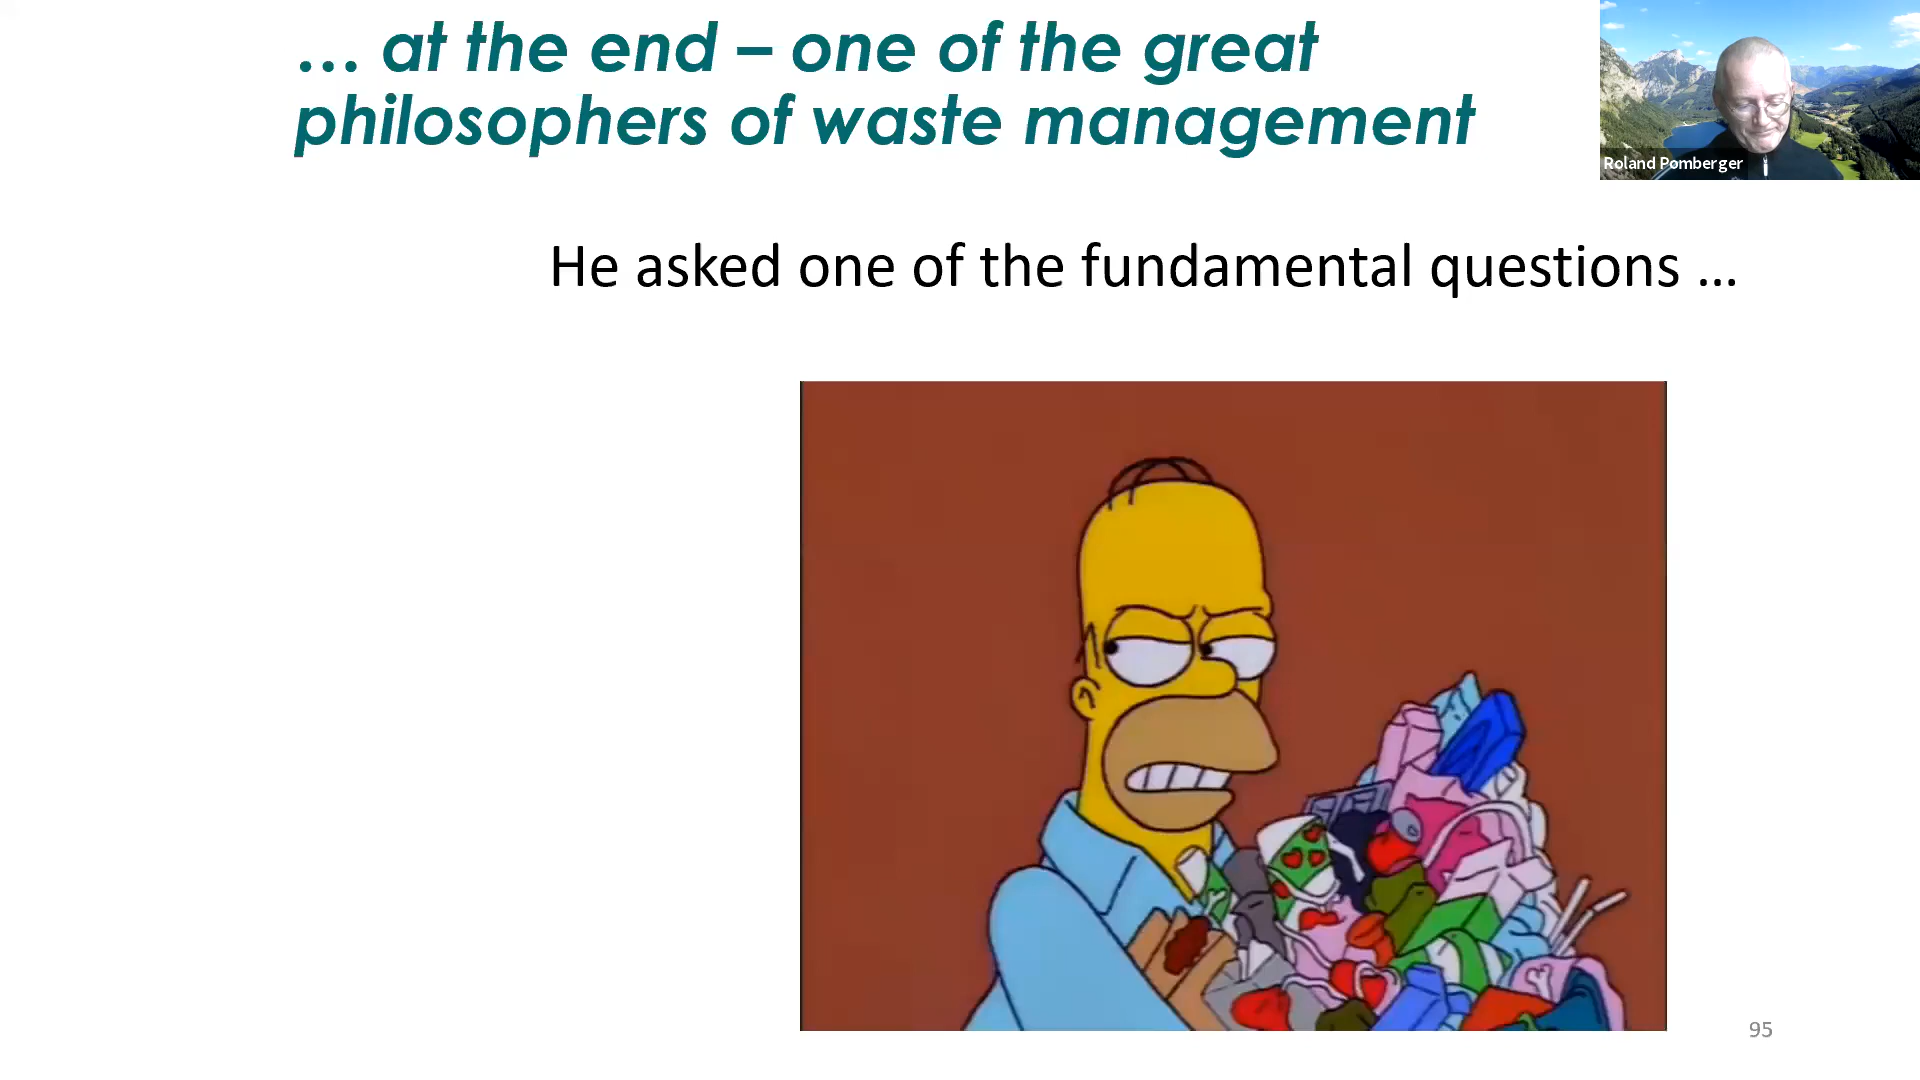 ... at the end – one of the great
philosophers of waste management
Roland Pomberger
He asked one of the fundamental questions ...
95